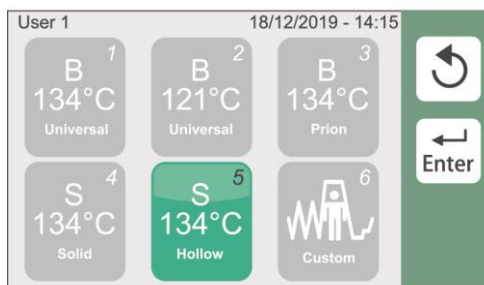 User 1 18/12/2019 - 14:15
1
B
134°C
Universal
2
B
121°C
Universal
3
B
134°C
Prion
4
S
134°C
Solid
5
S
134°C
Hollow
6
Custom
Enter